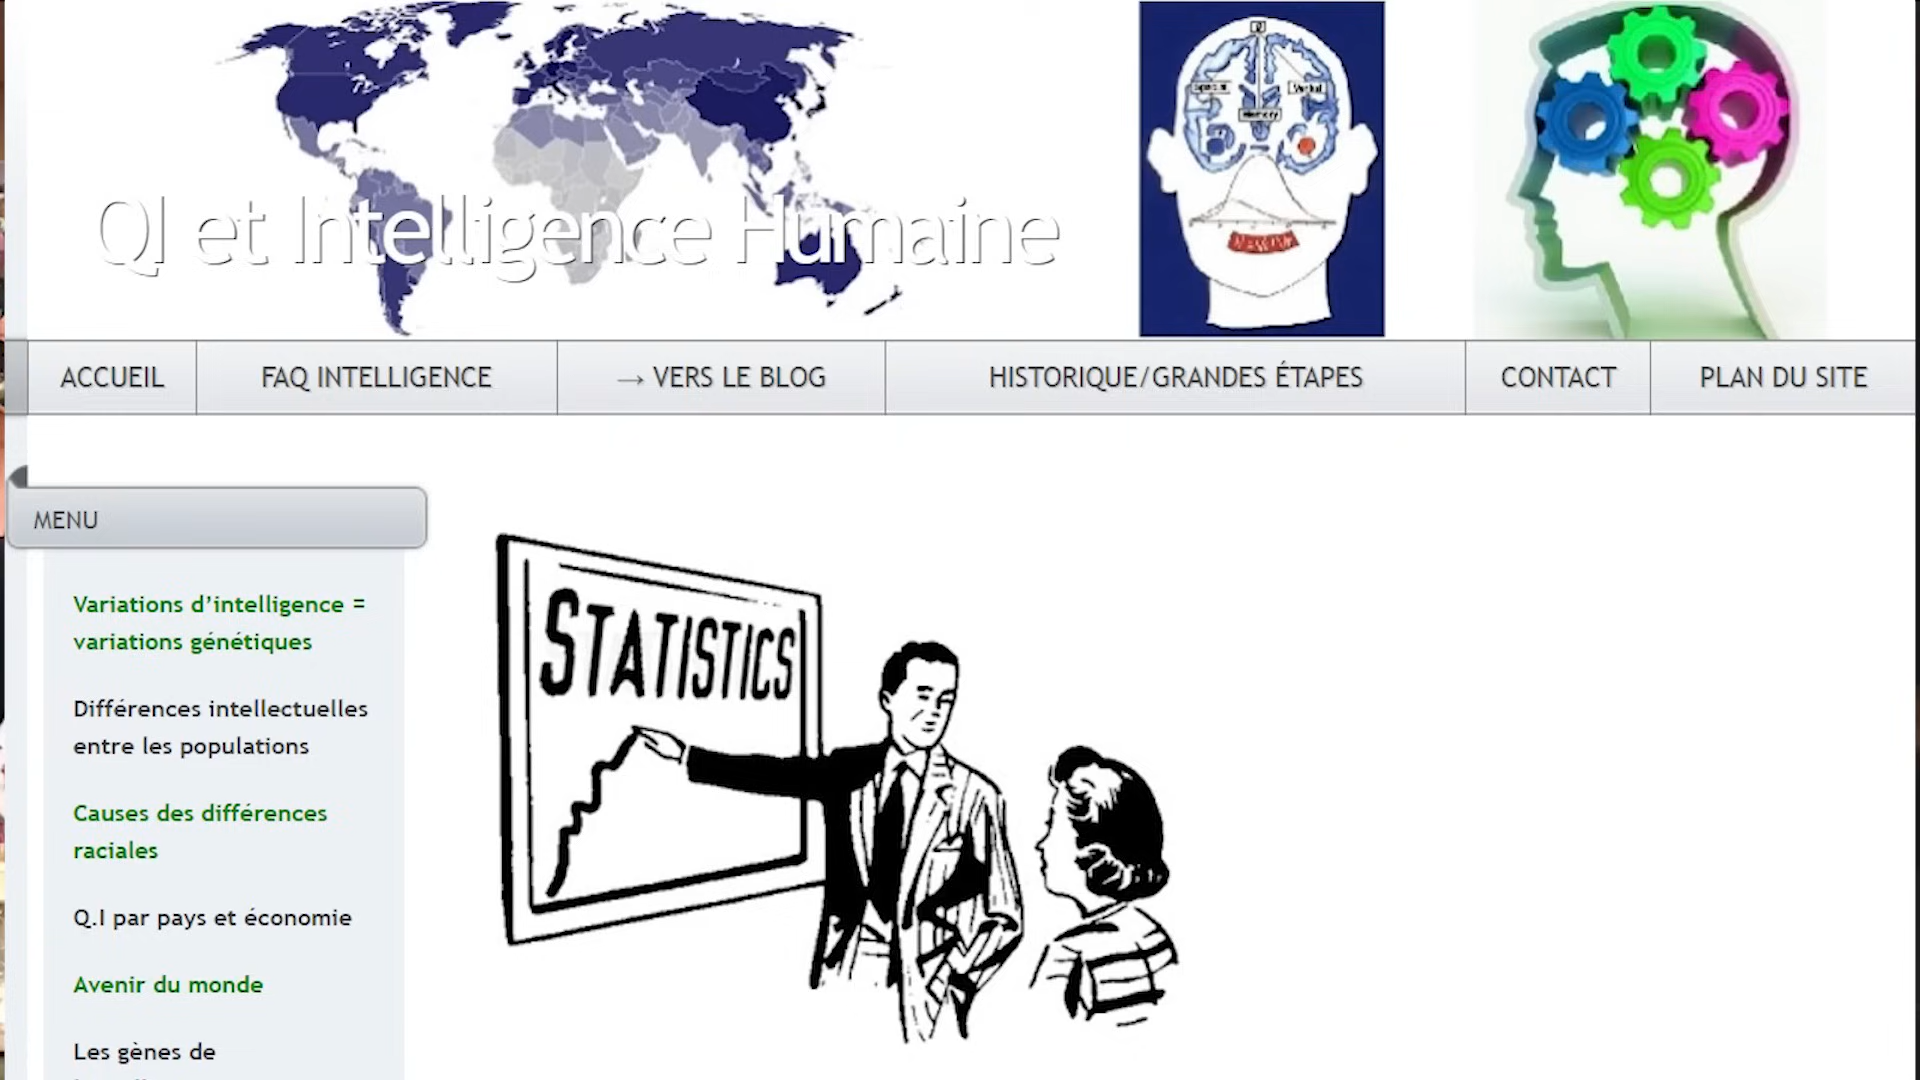 QI et Intelligence Humaine
Memory
ACCUEIL
FAQ INTELLIGENCE
→ VERS LE BLOG
HISTORIQUE/GRANDES ÉTAPES
CONTACT
PLAN DU SITE
MENU
Variations d’intelligence =
variations génétiques
Différences intellectuelles
entre les populations
Causes des différences
raciales
Q.I par pays et économie
Avenir du monde
Les gènes de
STATISTICS